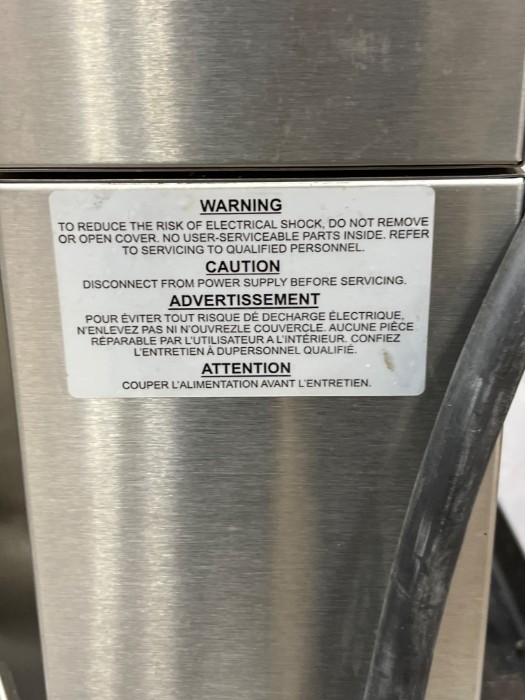 WARNING
TO REDUCE THE RISK OF ELECTRICAL SHOCK, DO NOT REMOVE
OR OPEN COVER. NO USER-SERVICEABLE PARTS INSIDE. REFER
TO SERVICING TO QUALIFIED PERSONNEL.
CAUTION
DISCONNECT FROM POWER SUPPLY BEFORE SERVICING.
ADVERTISSEMENT
POUR ÉVITER TOUT RISQUE DÉ DECHARGE ÉLECTRIQUE,
N'ENLEVEZ PAS NI N'OUVREZLE COUVERCLE. AUCUNE PIÈCE
RÉPARABLE PAR L'UTILISATEUR A L'INTÉRIEUR. CONFIEZ
L'ENTRETIEN À DUPERSONNEL QUALIFIÉ.
ATTENTION
COUPER L'ALIMENTATION AVANT L'ENTRETIEN.